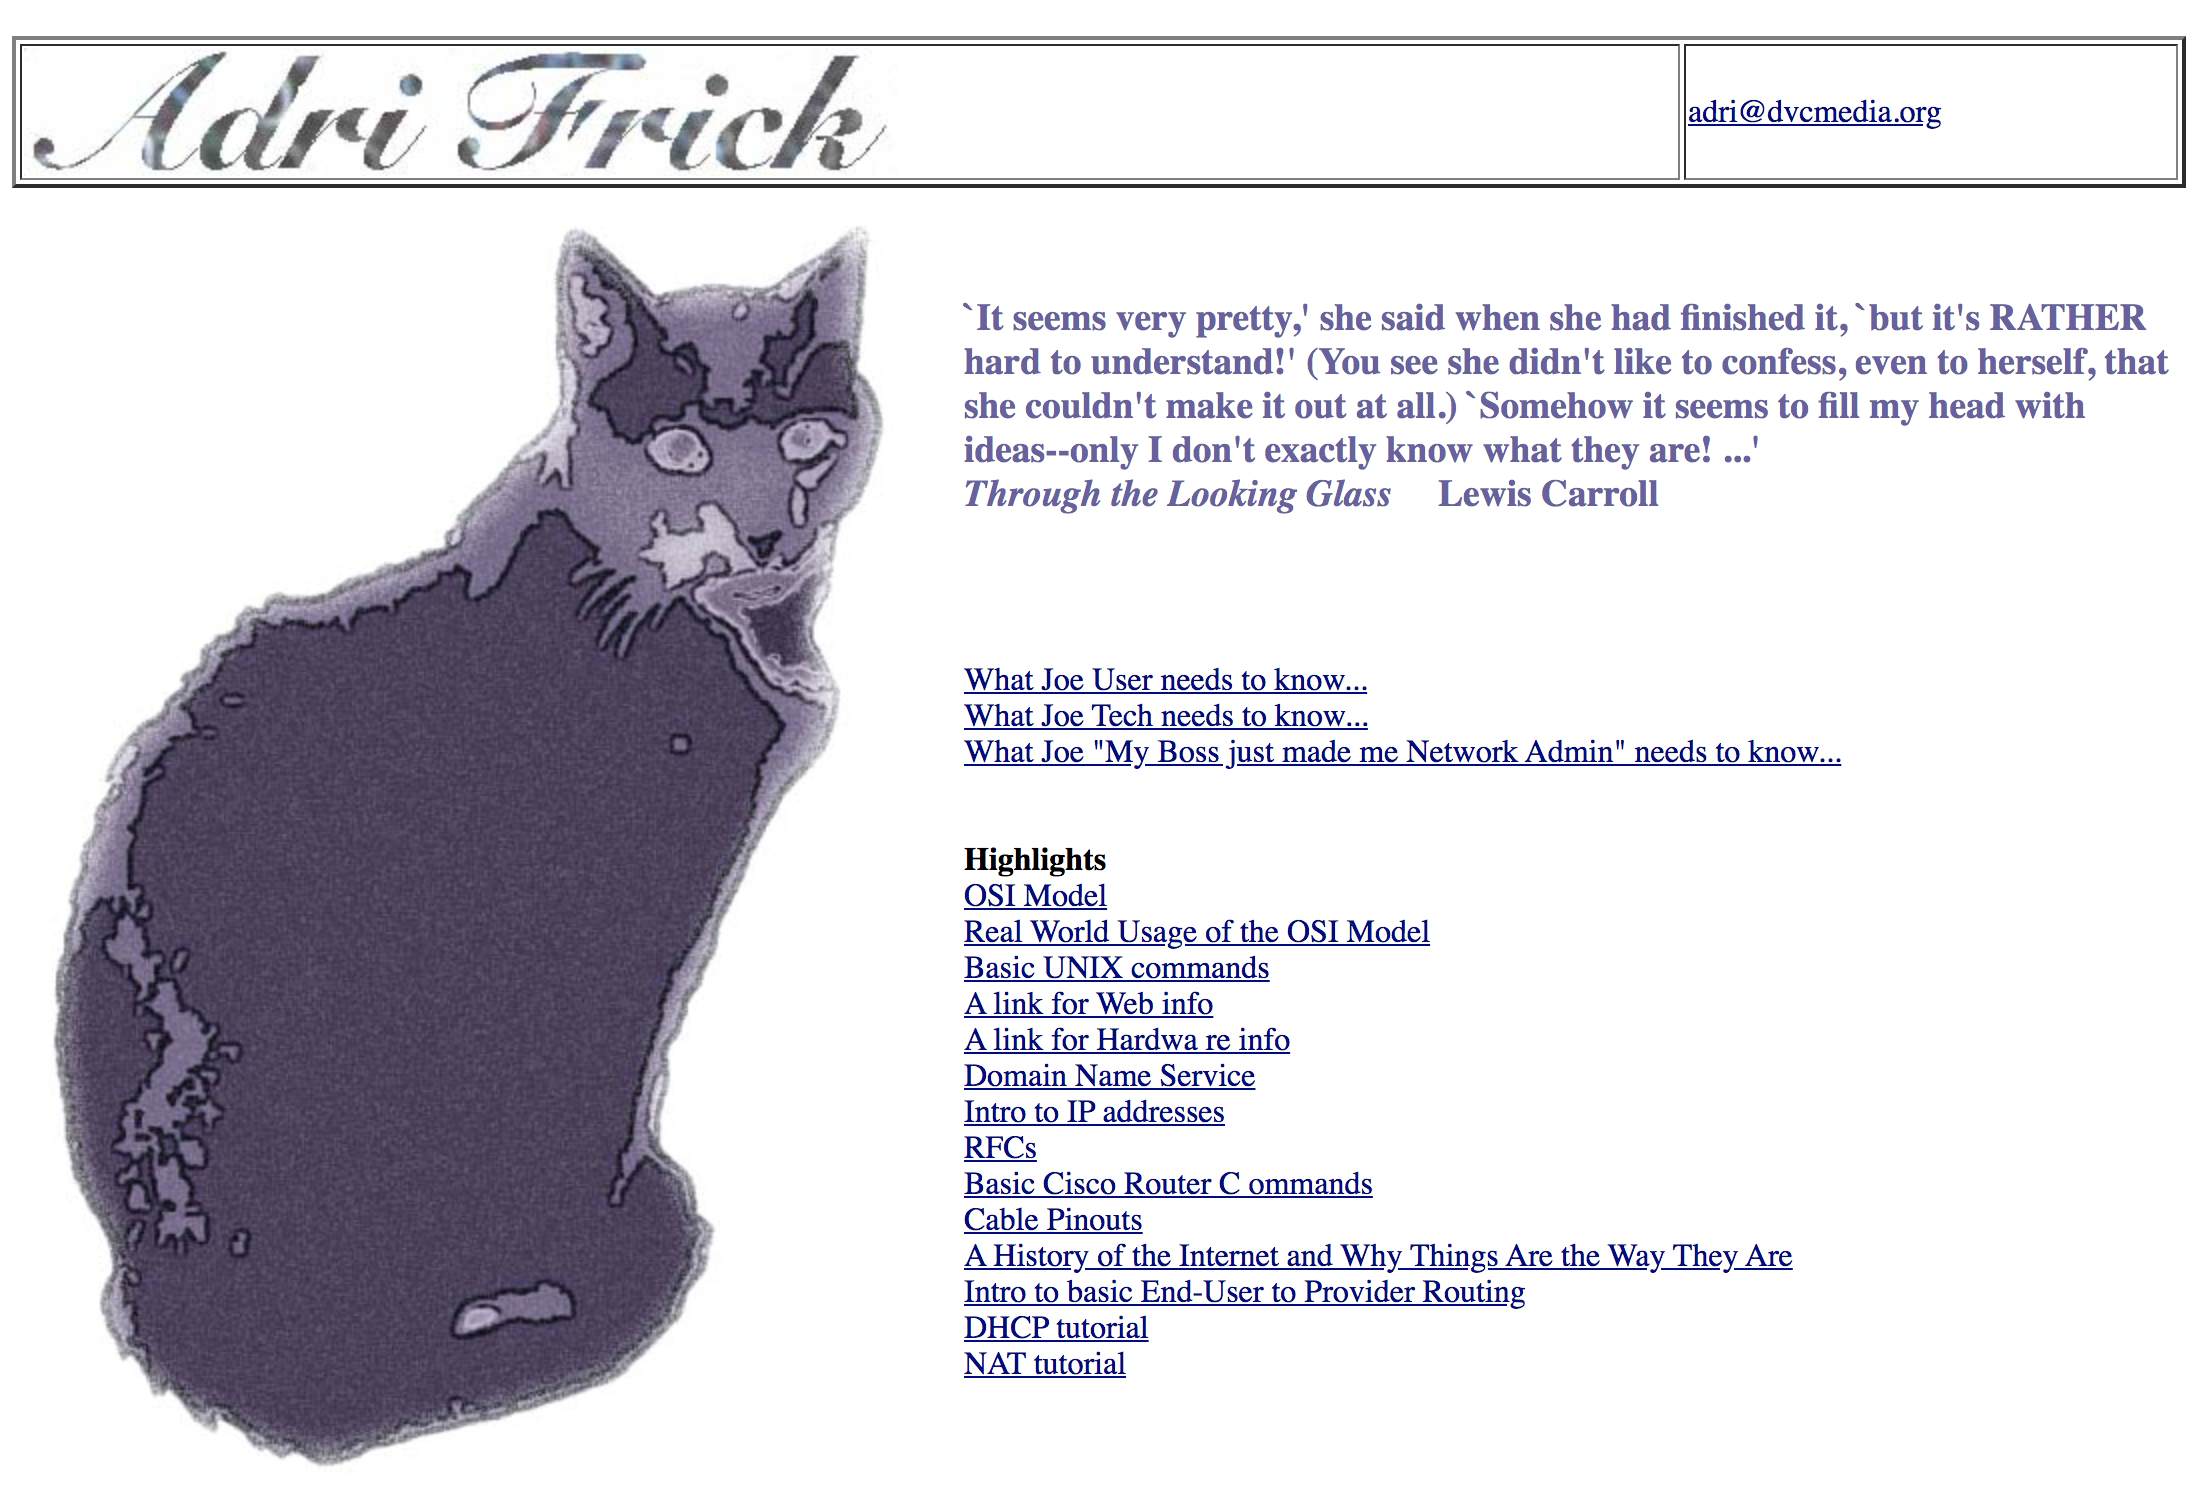 Adri Frick
adri@dvcmedia.org
`It seems very pretty,' she said when she had finished it, `but it's RATHER
hard to understand!' (You see she didn't like to confess, even to herself, that
she couldn't make it out at all.) `Somehow it seems to fill my head with
ideas--only I don't exactly know what they are! ...'
Through the Looking Glass Lewis Carroll
What Joe User needs to know...
What Joe Tech needs to know...
What Joe "My Boss just made me Network Admin" needs to know...
Highlights
OSI Model
Real World Usage of the OSI Model
Basic UNIX commands
A link for Web info
A link for Hardwa re info
Domain Name Service
Intro to IP addresses
RFCs
Basic Cisco Router C ommands
Cable Pinouts
A History of the Internet and Why Things Are the Way They Are
Intro to basic End-User to Provider Routing
DHCP tutorial
NAT tutorial